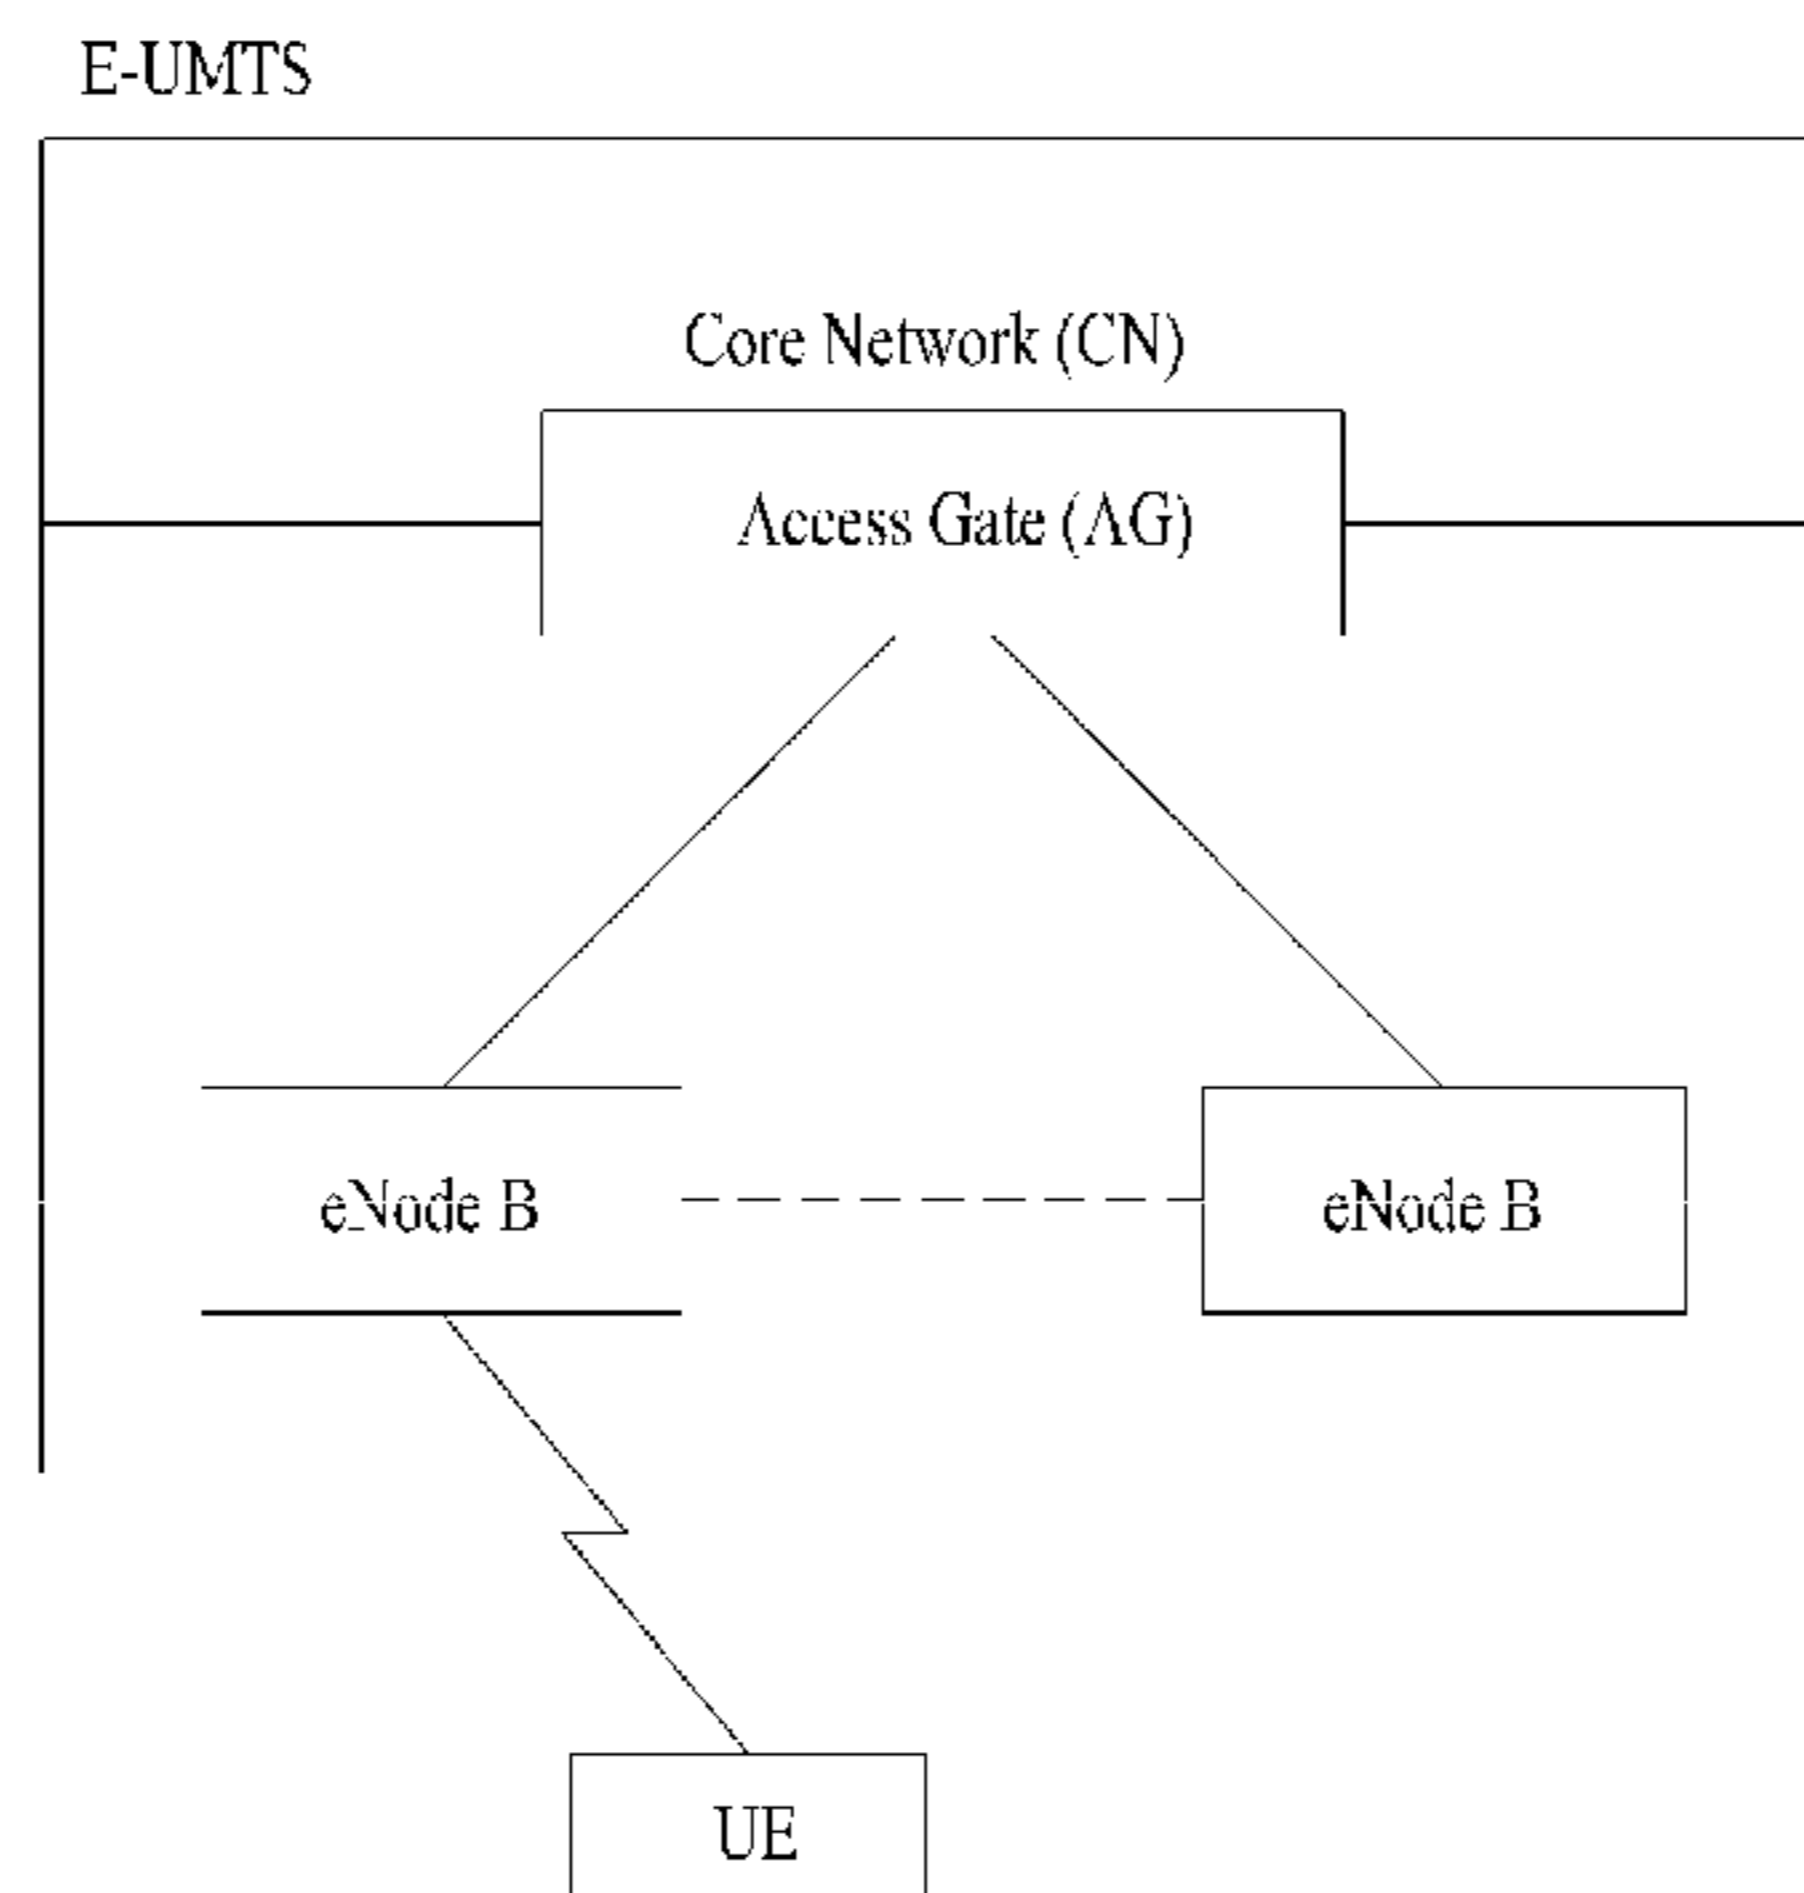 E-UMTS
Core Network (CN)
Access Gate (AG)
eNode B
eNode B
UE